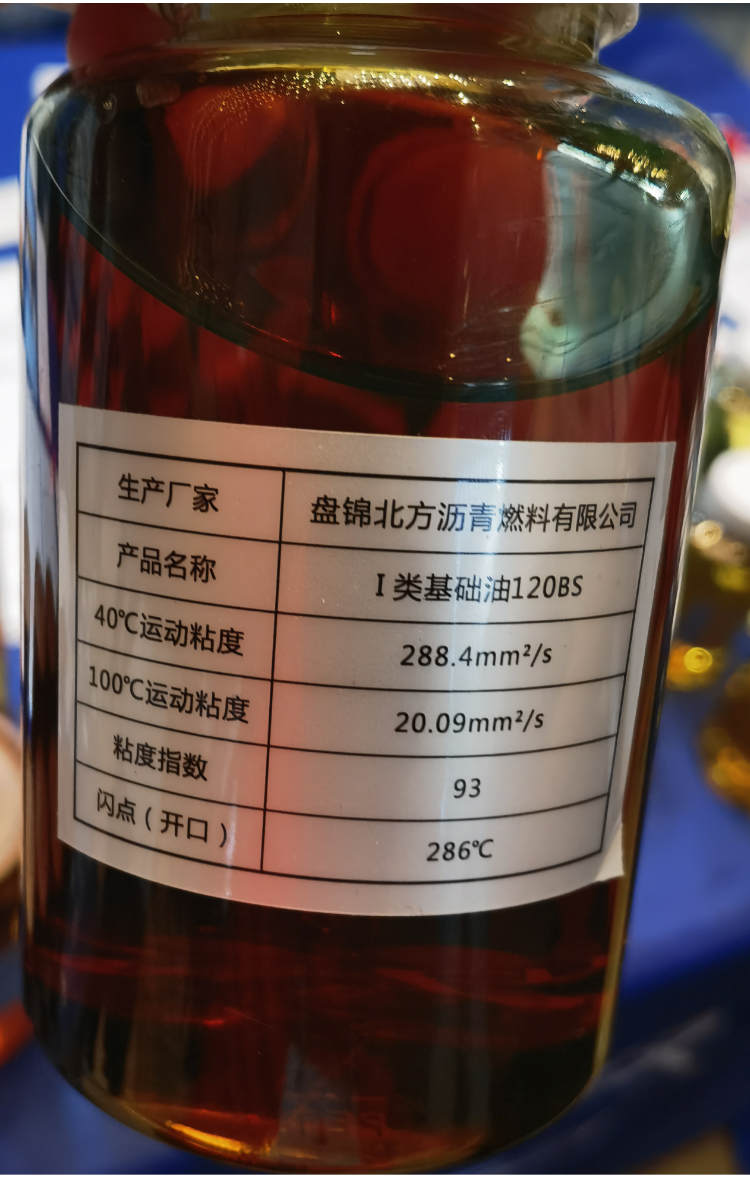 生产厂家 盘锦北方沥青燃料有限公司
产品名称 I类基础油120BS
40℃运动粘度 288.4mm²/s
100℃运动粘度 20.09mm²/s
粘度指数 93
闪点（开口） 286℃